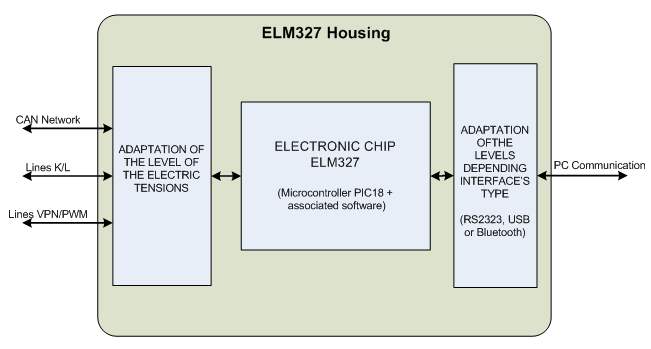 ELM327 Housing
CAN Network
Lines K/L
Lines VPN/PWM
ADAPTATION OF
THE LEVEL OF
THE ELECTRIC
TENSIONS
ELECTRONIC CHIP
ELM327
(Microcontroller PIC18 +
associated software)
ADAPTATION
OFTHE
LEVELS
DEPENDING
INTERFACE'S
TYPE
(RS2323, USB
or Bluetooth)
PC Communication